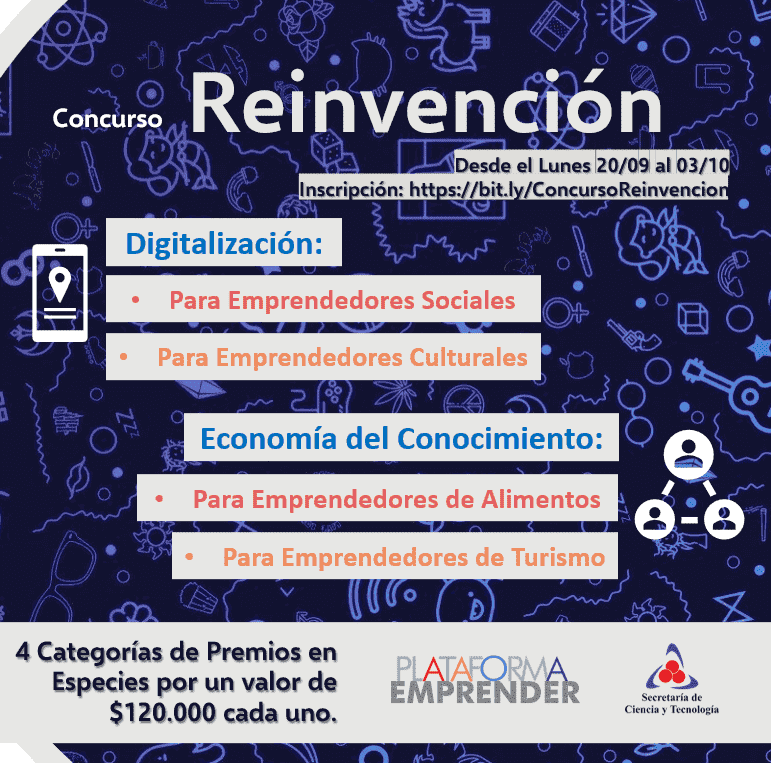 Concurso Reinvención
Desde el Lunes 20/09 al 03/10
Inscripción: https://bit.ly/ConcursoReinvencion
Digitalización:
• Para Emprendedores Sociales
• Para Emprendedores Culturales
Economía del Conocimiento:
• Para Emprendedores de Alimentos
• Para Emprendedores de Turismo
4 Categorías de Premios en
Especies por un valor de
$120.000 cada uno.
PLATAFORMA
EMPRENDER
Secretaría de
Ciencia y Tecnología
zzz
zzz